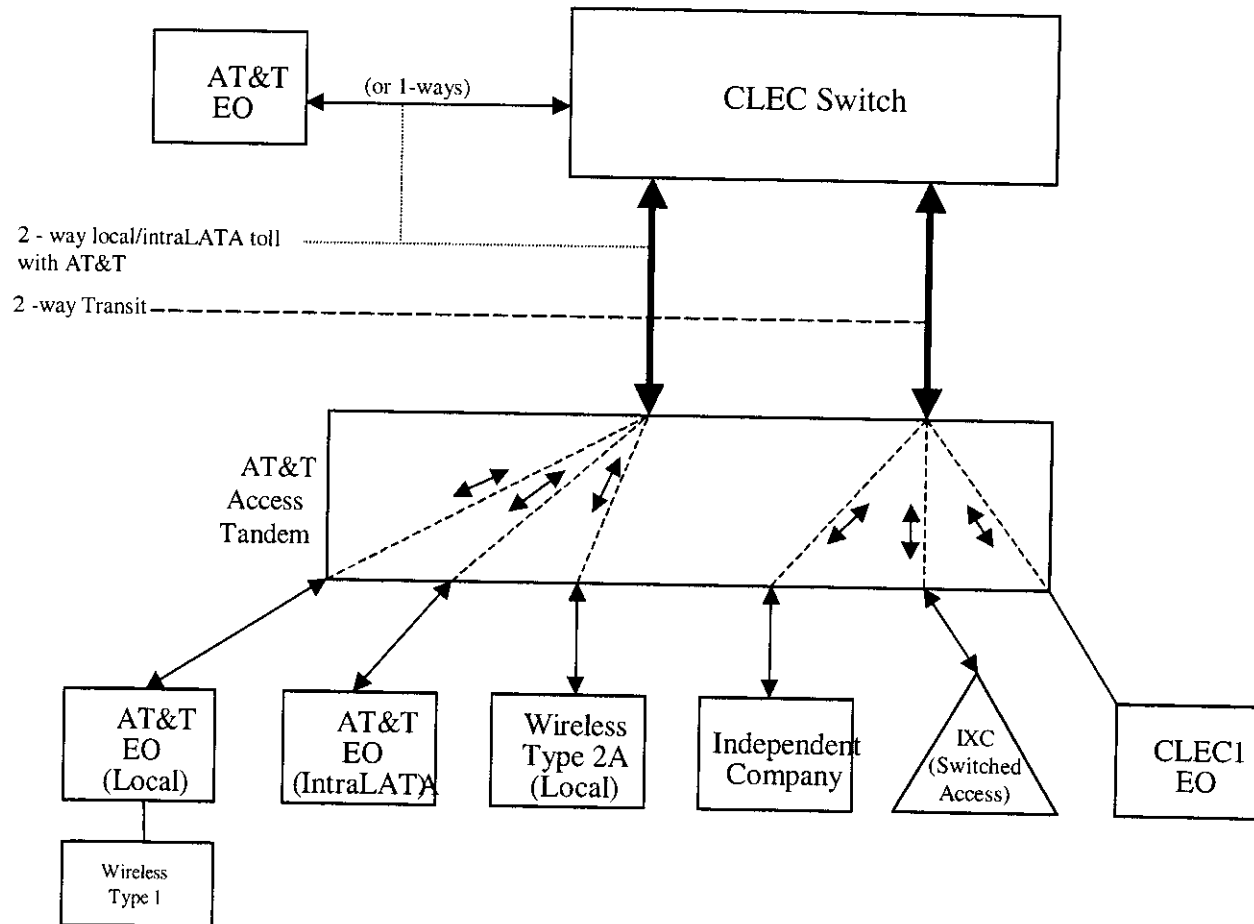 AT&T
EO
(or 1-ways)
CLEC Switch
2 - way local/intraLATA toll
with AT&T
2 -way Transit
AT&T
Access
Tandem
AT&T
EO
(Local)
AT&T
EO
(IntraLAT)A
Wireless
Type 2A
(Local)
Independent
Company
IXC
(Switched
Access)
CLEC1
EO
Wireless
Type 1